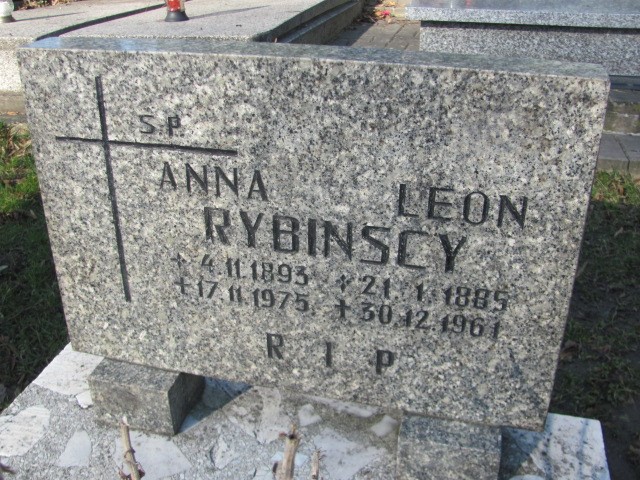 S.P.
ANNA LEON
RYBINSCY
+ 4.11.1893 + 21.1.1885
+ 17.11.1975 + 30.12.1961
R I P